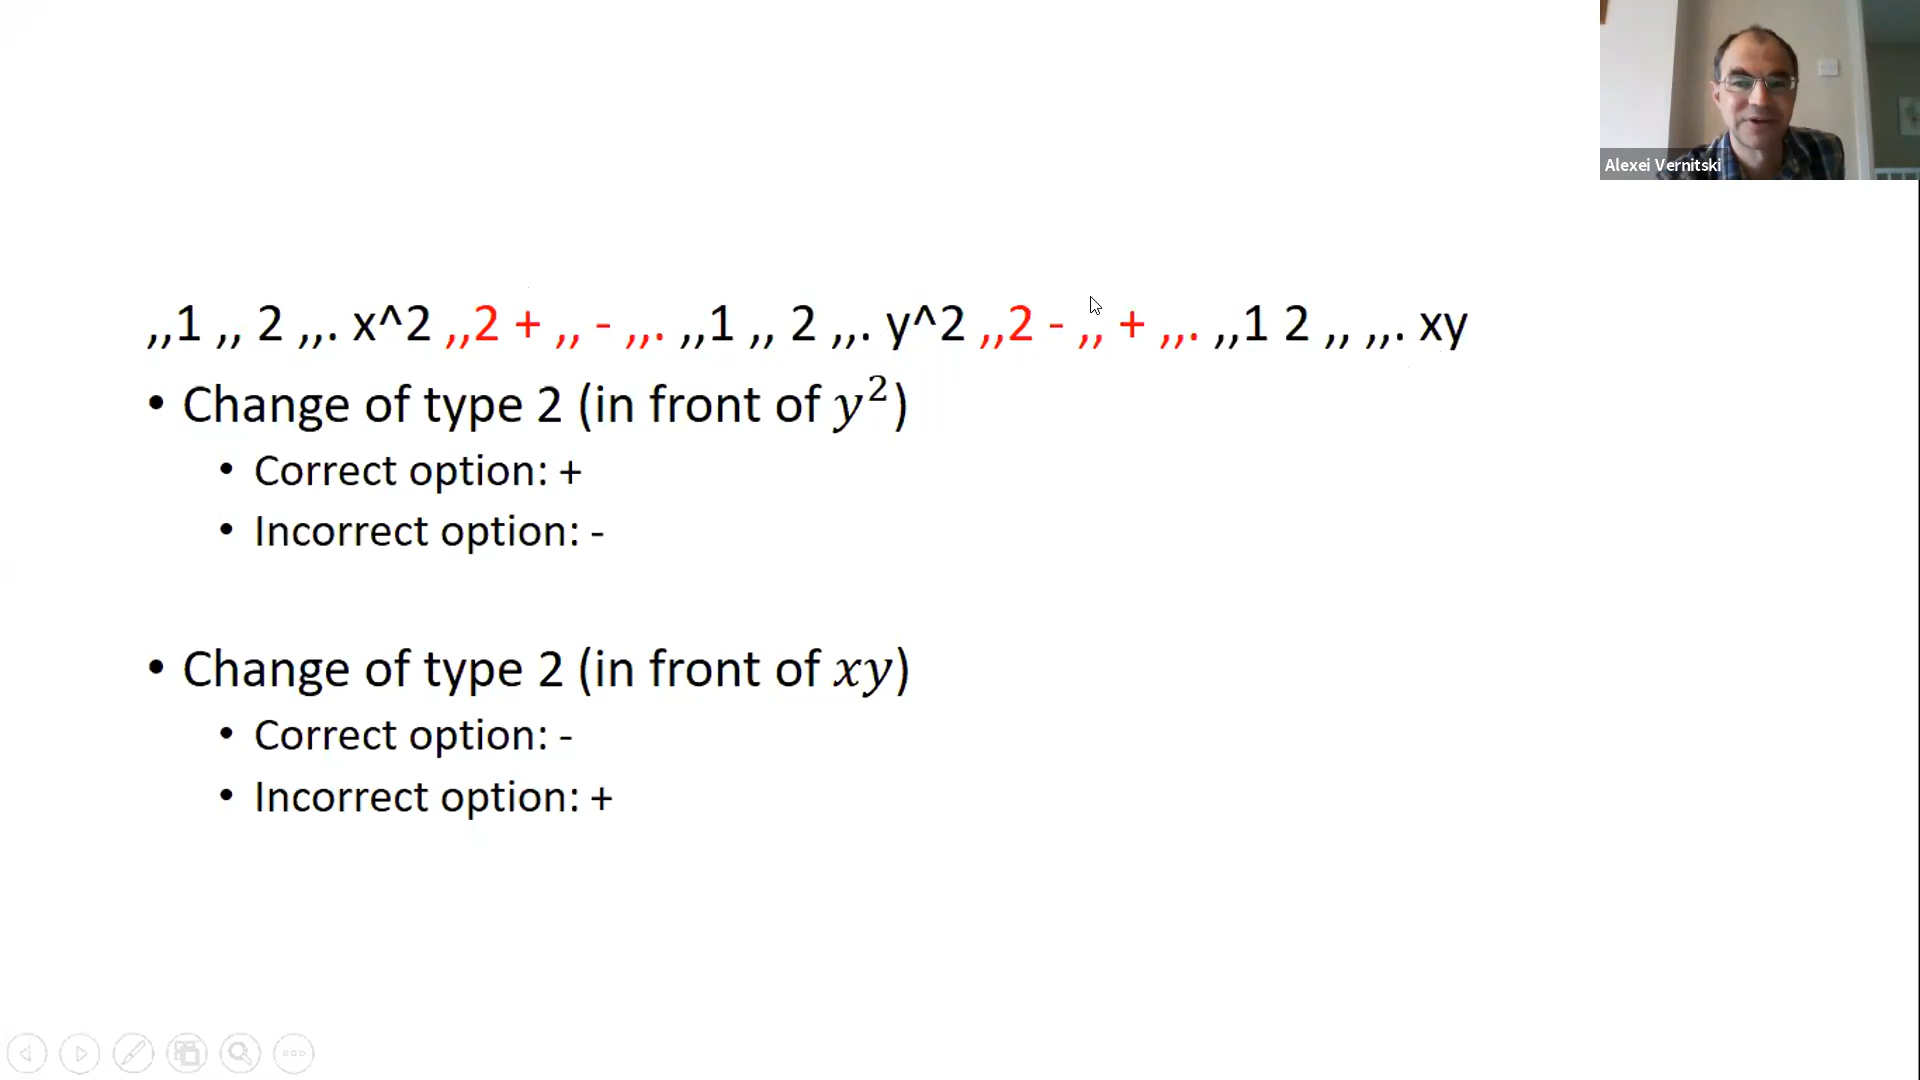 Alexei Vernitski
,,1 ,, 2 ,,. x^2 ,,2 + ,, - ,,. ,,1 ,, 2 ,,. y^2 ,,2 - ,, + ,,. ,,1 2 ,, ,,. xy
• Change of type 2 (in front of 𝑦²)
• Correct option: +
• Incorrect option: -
• Change of type 2 (in front of 𝑥𝑦)
• Correct option: -
• Incorrect option: +